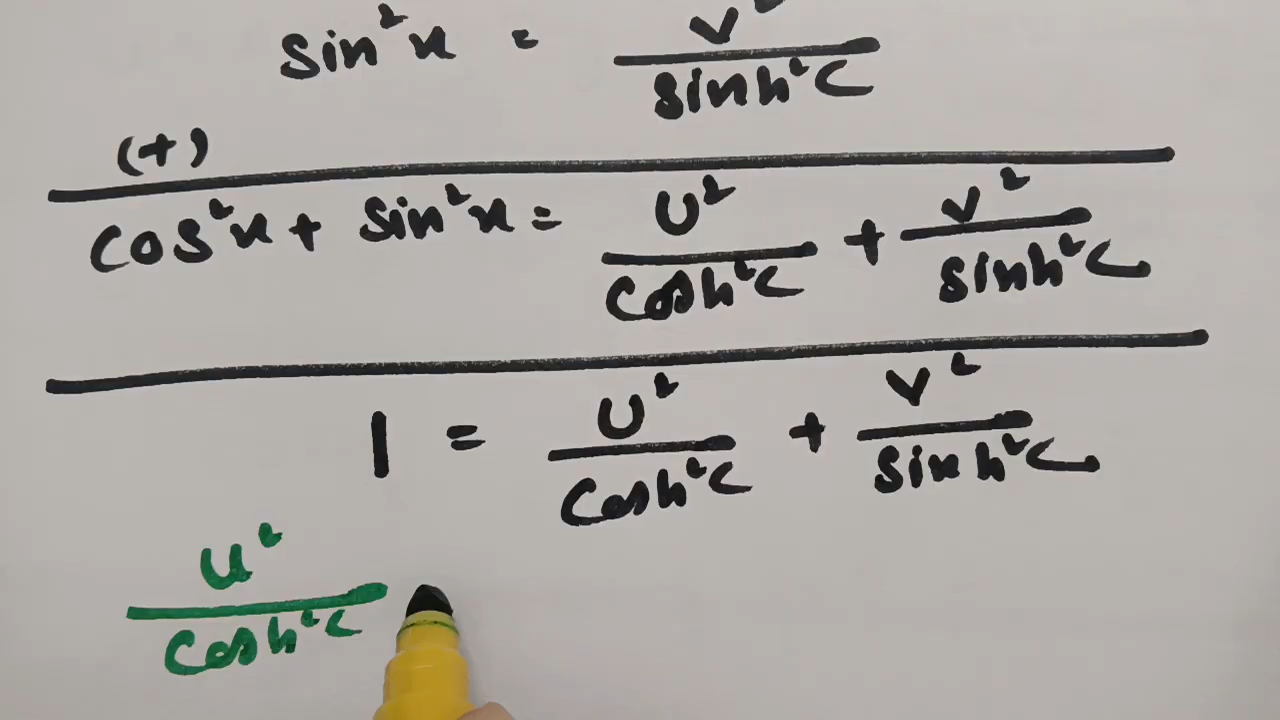 sin²x = v²/sinh²c
(+)
cos²x + sin²x = U²/cosh²c + v²/sinh²c
1 = U²/cosh²c + v²/sinh²c
u²/cosh²c